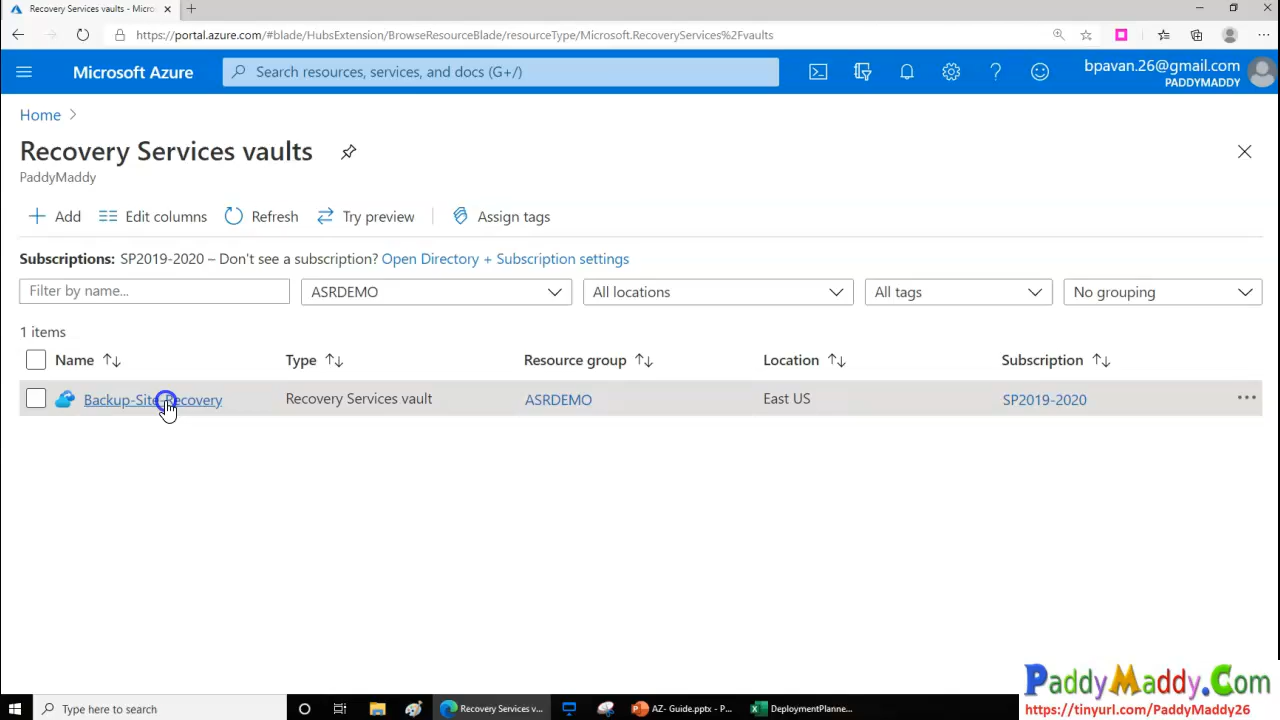 Recovery Services vaults - Micro
https://portal.azure.com/#blade/HubsExtension/BrowseResourceBlade/resourceType/Microsoft.RecoveryServices%2Fvaults
Microsoft Azure
Search resources, services, and docs (G+/)
bpavan.26@gmail.com
PADDYMADDY
Home
Recovery Services vaults
PaddyMaddy
Add
Edit columns
Refresh
Try preview
Assign tags
Subscriptions: SP2019-2020 – Don't see a subscription? Open Directory + Subscription settings
Filter by name...
ASRDEMO
All locations
All tags
No grouping
1 items
Name
Type
Resource group
Location
Subscription
Backup-Site-Recovery
Recovery Services vault
ASRDEMO
East US
SP2019-2020
PaddyMaddy.Com
https://tinyurl.com/PaddyMaddy26
Type here to search
Recovery Services v...
AZ- Guide.pptx - P...
DeploymentPlanne...